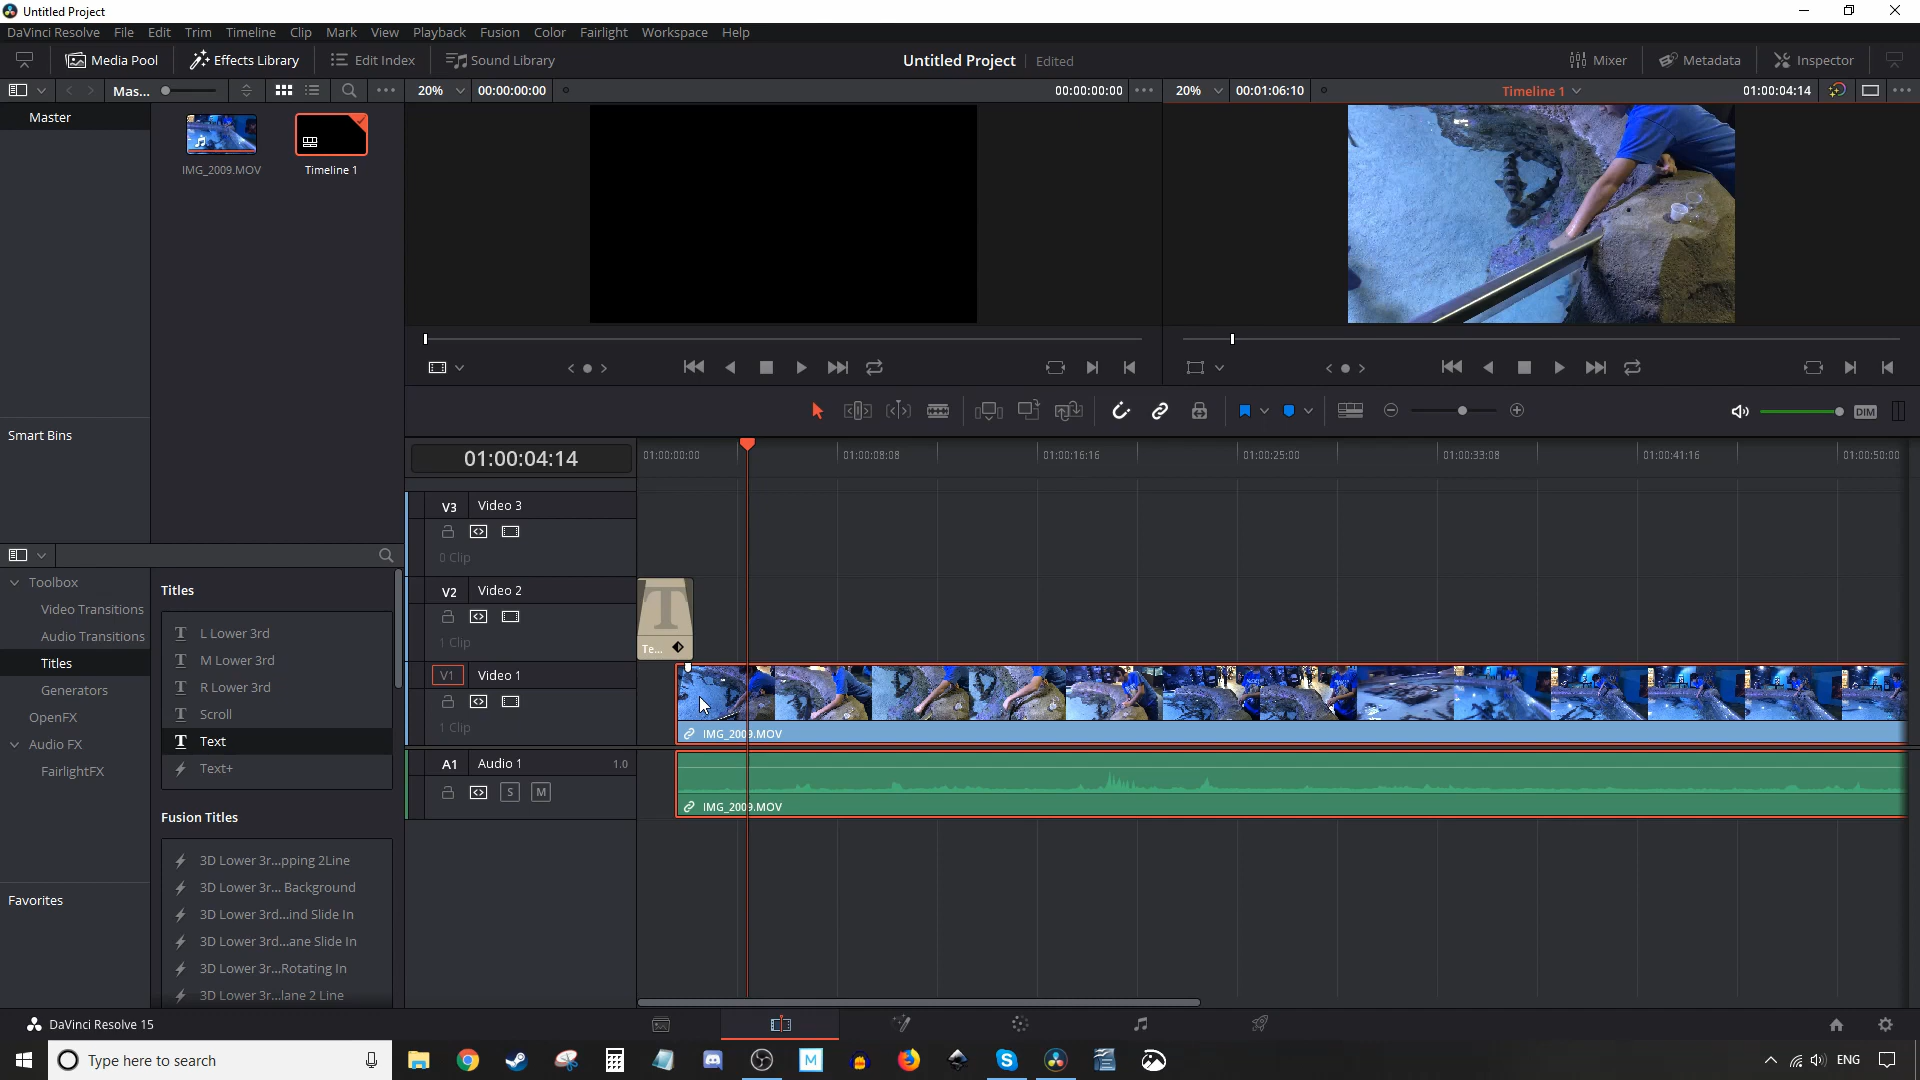 Untitled Project
DaVinci Resolve File Edit Trim Timeline Clip Mark View Playback Fusion Color Fairlight Workspace Help
Media Pool Effects Library Edit Index Sound Library Untitled Project Edited Mixer Metadata Inspector
Mas... 20% 00:00:00:00 00:00:00:00 20% 00:01:06:10 Timeline 1 01:00:04:14
Master
IMG_2009.MOV Timeline 1
DIM
Smart Bins
01:00:04:14 01:00:00:00 01:00:08:08 01:00:16:16 01:00:25:00 01:00:33:08 01:00:41:16 01:00:50:00
V3 Video 3
0 Clip
Toolbox Titles V2 Video 2
Video Transitions L Lower 3rd
Audio Transitions M Lower 3rd 1 Clip Te...
Titles R Lower 3rd V1 Video 1
Generators Scroll
OpenFX Text 1 Clip IMG_2009.MOV
Audio FX Text+ A1 Audio 1 1.0
FairlightFX S M
IMG_2009.MOV
Fusion Titles
3D Lower 3r...pping 2Line
3D Lower 3r... Background
Favorites
3D Lower 3rd...ind Slide In
3D Lower 3rd...ane Slide In
3D Lower 3r...Rotating In
3D Lower 3r...lane 2 Line
DaVinci Resolve 15
Type here to search M S ENG